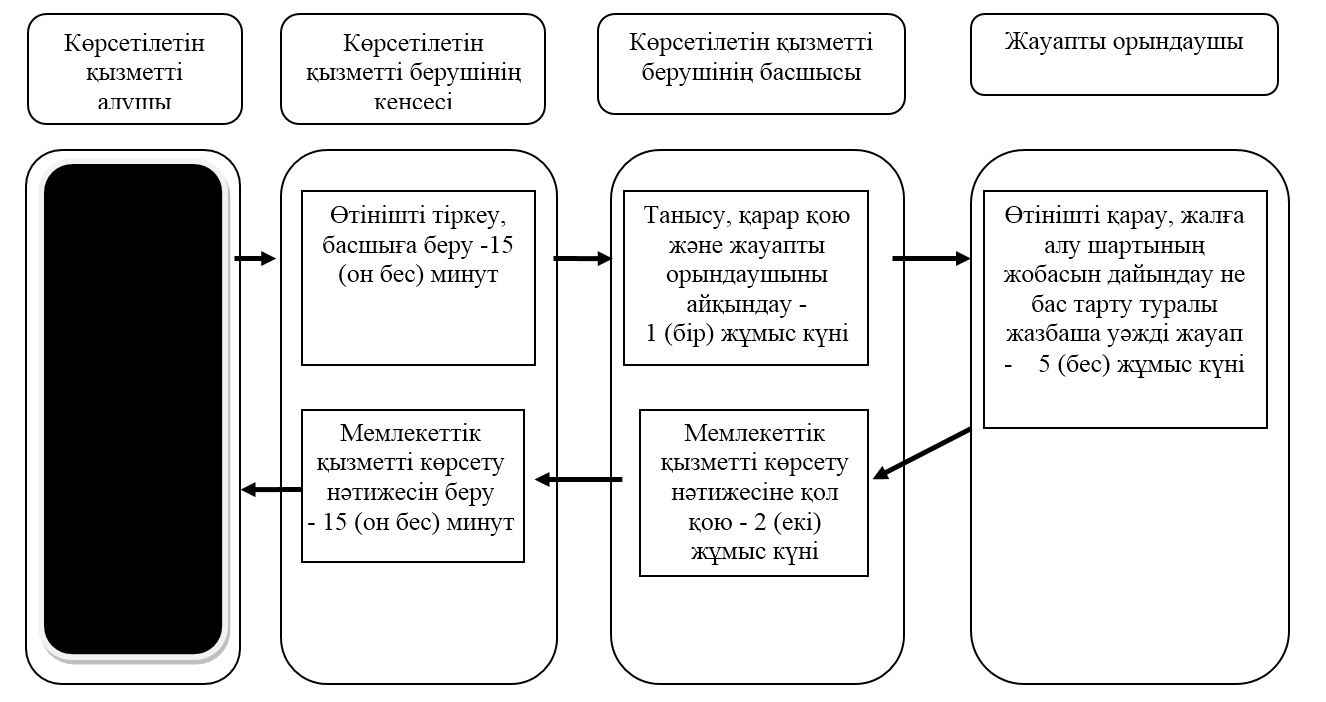 Көрсетілетін
қызметті
алушы
Көрсетілетін
қызметті берушінің
кенсесі
Көрсетілетін қызметті
берушінің басшысы
Жауапты орындаушы
Өтінішті тіркеу,
басшыға беру -15
(он бес) минут
Танысу, қарар қою
және жауапты
орындаушыны
айқындау -
1 (бір) жұмыс күні
Өтінішті қарау, жалға
алу шартының
жобасын дайындау не
бас тарту туралы
жазбаша уәжді жауап
- 5 (бес) жұмыс күні
Мемлекеттік
қызметті көрсету
нәтижесін беру
- 15 (он бес) минут
Мемлекеттік
қызметті көрсету
нәтижесіне қол
қою - 2 (екі)
жұмыс күні